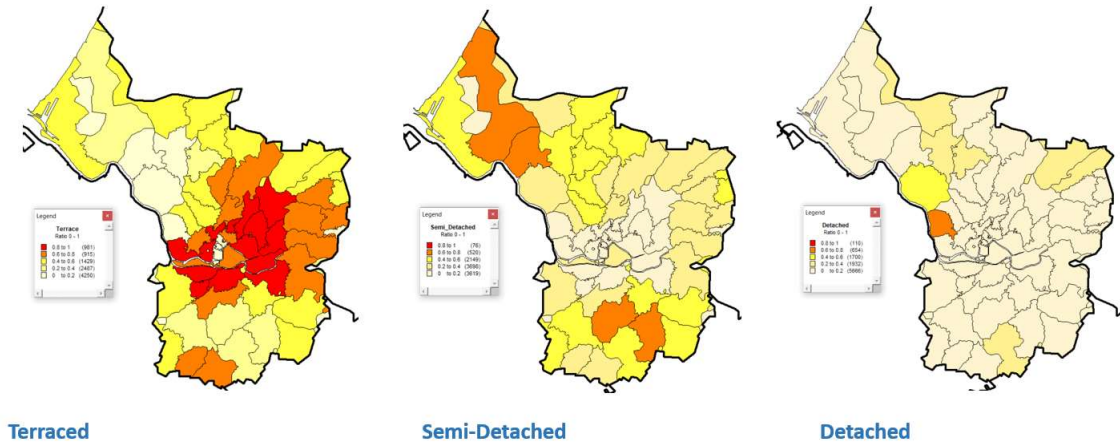 Legend
Terrace
Ratio 0 - 1
0.8 to 1 (981)
0.6 to 0.8 (915)
0.4 to 0.6 (1429)
0.2 to 0.4 (2487)
0 to 0.2 (4250)
Legend
Semi_Detached
Ratio 0 - 1
0.8 to 1 (76)
0.6 to 0.8 (520)
0.4 to 0.6 (2149)
0.2 to 0.4 (3698)
0 to 0.2 (3619)
Legend
Detached
Ratio 0 - 1
0.8 to 1 (110)
0.6 to 0.8 (654)
0.4 to 0.6 (1700)
0.2 to 0.4 (1932)
0 to 0.2 (5666)
Terraced
Semi-Detached
Detached